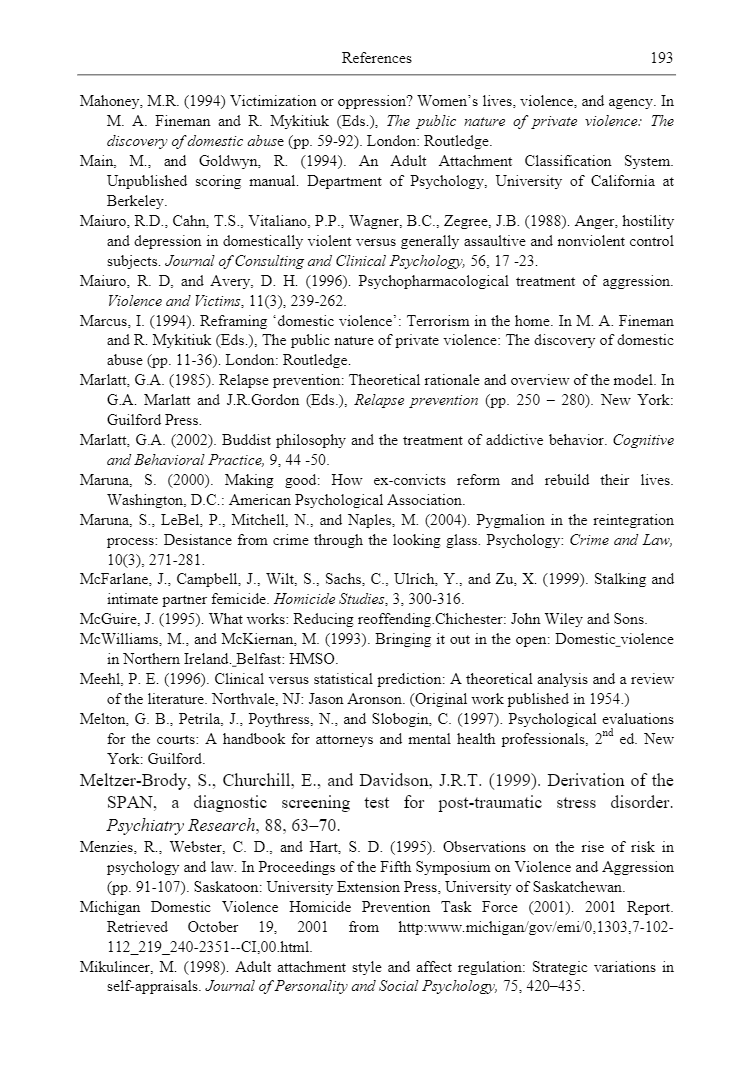 References 193
Mahoney, M.R. (1994) Victimization or oppression? Women's lives, violence, and agency. In
M. A. Fineman and R. Mykitiuk (Eds.), The public nature of private violence: The
discovery of domestic abuse (pp. 59-92). London: Routledge.
Main, M., and Goldwyn, R. (1994). An Adult Attachment Classification System.
Unpublished scoring manual. Department of Psychology, University of California at
Berkeley.
Maiuro, R.D., Cahn, T.S., Vitaliano, P.P., Wagner, B.C., Zegree, J.B. (1988). Anger, hostility
and depression in domestically violent versus generally assaultive and nonviolent control
subjects. Journal of Consulting and Clinical Psychology, 56, 17 -23.
Maiuro, R. D, and Avery, D. H. (1996). Psychopharmacological treatment of aggression.
Violence and Victims, 11(3), 239-262.
Marcus, I. (1994). Reframing ‘domestic violence’: Terrorism in the home. In M. A. Fineman
and R. Mykitiuk (Eds.), The public nature of private violence: The discovery of domestic
abuse (pp. 11-36). London: Routledge.
Marlatt, G.A. (1985). Relapse prevention: Theoretical rationale and overview of the model. In
G.A. Marlatt and J.R.Gordon (Eds.), Relapse prevention (pp. 250 – 280). New York:
Guilford Press.
Marlatt, G.A. (2002). Buddist philosophy and the treatment of addictive behavior. Cognitive
and Behavioral Practice, 9, 44 -50.
Maruna, S. (2000). Making good: How ex-convicts reform and rebuild their lives.
Washington, D.C.: American Psychological Association.
Maruna, S., LeBel, P., Mitchell, N., and Naples, M. (2004). Pygmalion in the reintegration
process: Desistance from crime through the looking glass. Psychology: Crime and Law,
10(3), 271-281.
McFarlane, J., Campbell, J., Wilt, S., Sachs, C., Ulrich, Y., and Zu, X. (1999). Stalking and
intimate partner femicide. Homicide Studies, 3, 300-316.
McGuire, J. (1995). What works: Reducing reoffending.Chichester: John Wiley and Sons.
McWilliams, M., and McKiernan, M. (1993). Bringing it out in the open: Domestic_violence
in Northern Ireland._Belfast: HMSO.
Meehl, P. E. (1996). Clinical versus statistical prediction: A theoretical analysis and a review
of the literature. Northvale, NJ: Jason Aronson. (Original work published in 1954.)
Melton, G. B., Petrila, J., Poythress, N., and Slobogin, C. (1997). Psychological evaluations
for the courts: A handbook for attorneys and mental health professionals, 2nd ed. New
York: Guilford.
Meltzer-Brody, S., Churchill, E., and Davidson, J.R.T. (1999). Derivation of the
SPAN, a diagnostic screening test for post-traumatic stress disorder.
Psychiatry Research, 88, 63–70.
Menzies, R., Webster, C. D., and Hart, S. D. (1995). Observations on the rise of risk in
psychology and law. In Proceedings of the Fifth Symposium on Violence and Aggression
(pp. 91-107). Saskatoon: University Extension Press, University of Saskatchewan.
Michigan Domestic Violence Homicide Prevention Task Force (2001). 2001 Report.
Retrieved October 19, 2001 from http:www.michigan/gov/emi/0,1303,7-102-
112_219_240-2351--CI,00.html.
Mikulincer, M. (1998). Adult attachment style and affect regulation: Strategic variations in
self-appraisals. Journal of Personality and Social Psychology, 75, 420–435.